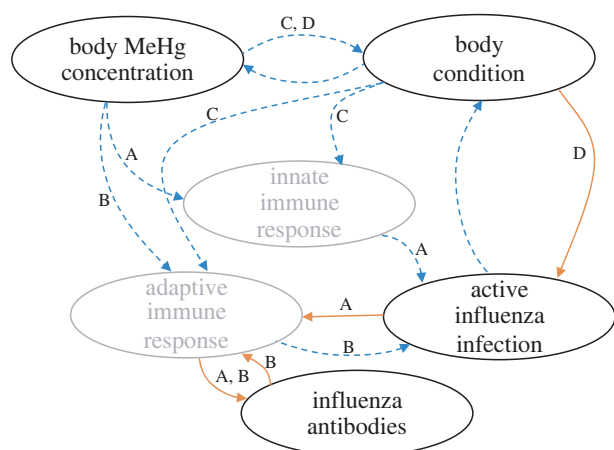 C, D
body MeHg
concentration
body
condition
C
C
D
A
B
innate
immune
response
A
adaptive
immune
response
A
active
influenza
infection
B
B
A, B
influenza
antibodies